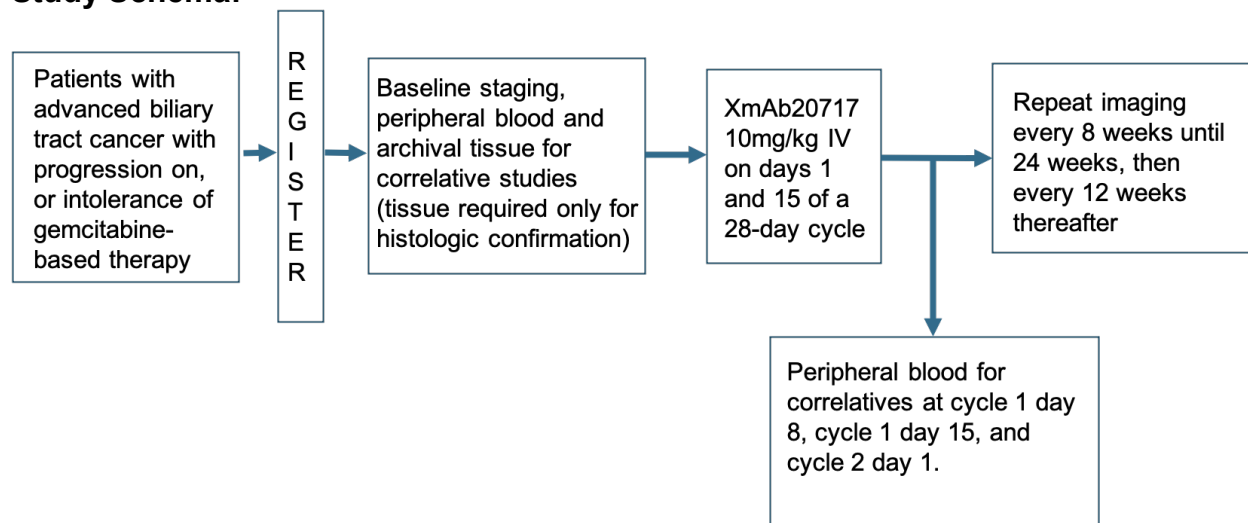 Study Schema:
Patients with
advanced biliary
tract cancer with
progression on,
or intolerance of
gemcitabine-
based therapy
R
E
G
I
S
T
E
R
Baseline staging,
peripheral blood and
archival tissue for
correlative studies
(tissue required only for
histologic confirmation)
XmAb20717
10mg/kg IV
on days 1
and 15 of a
28-day cycle
Repeat imaging
every 8 weeks until
24 weeks, then
every 12 weeks
thereafter
Peripheral blood for
correlatives at cycle 1 day
8, cycle 1 day 15, and
cycle 2 day 1.